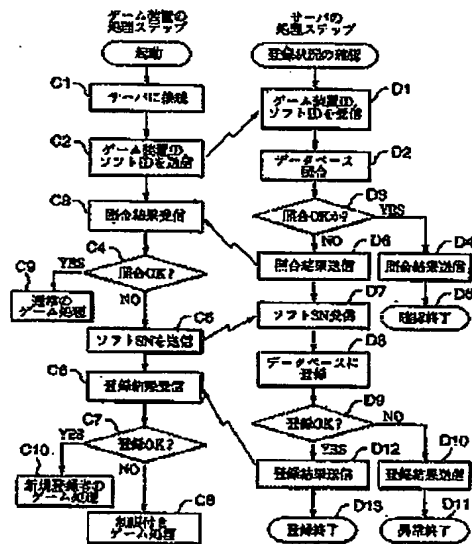 ゲーム装置の
処理ステップ
起動
C1
サーバに接続
C2
ゲーム装置ID、
ソフトIDを送信
C3
照合結果受信
C4
照合OK?
YES
NO
C9
通常の
ゲーム処理
C5
ソフトSNを送信
C6
登録結果受信
C7
登録OK?
YES
NO
C10
新規登録者の
ゲーム処理
C8
制限付き
ゲーム処理
サーバの
処理ステップ
登録状況の確認
D1
ゲーム装置ID、
ソフトIDを受信
D2
データベース
照合
D3
照合OKか?
YES
NO
D6
照合結果送信
D4
照合結果送信
D5
D7
ソフトSN受信
D8
データベースに
登録
D9
登録OK?
NO
YES
D12
登録結果送信
D10
登録結果送信
D13
登録終了
D11
異常終了